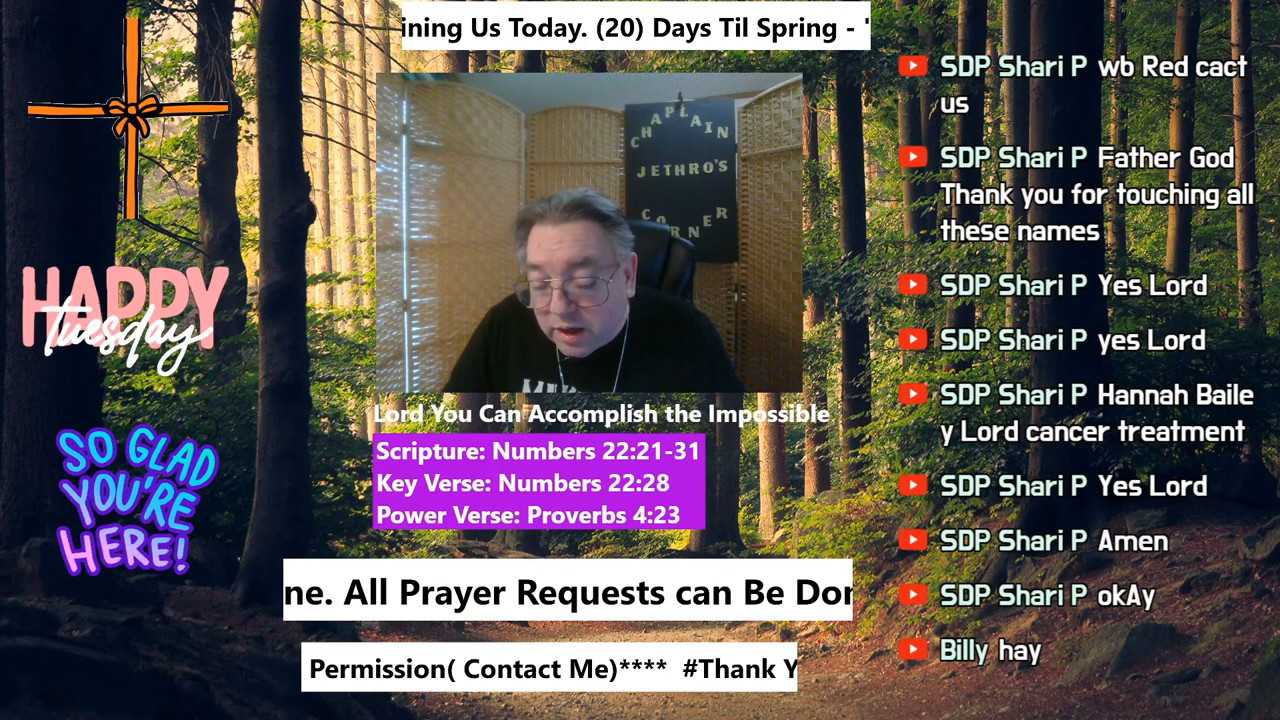 ining Us Today. (20) Days Til Spring - '
CHAPLAIN
JETHRO'S
CORNER
HAPPY
tuesday
SO GLAD
YOU'RE
HERE!
Lord You Can Accomplish the Impossible
Scripture: Numbers 22:21-31
Key Verse: Numbers 22:28
Power Verse: Proverbs 4:23
ne. All Prayer Requests can Be Don
Permission( Contact Me)**** #Thank Y
SDP Shari P wb Red cact
us
SDP Shari P Father God
Thank you for touching all
these names
SDP Shari P Yes Lord
SDP Shari P yes Lord
SDP Shari P Hannah Baile
y Lord cancer treatment
SDP Shari P Yes Lord
SDP Shari P Amen
SDP Shari P okAy
Billy hay